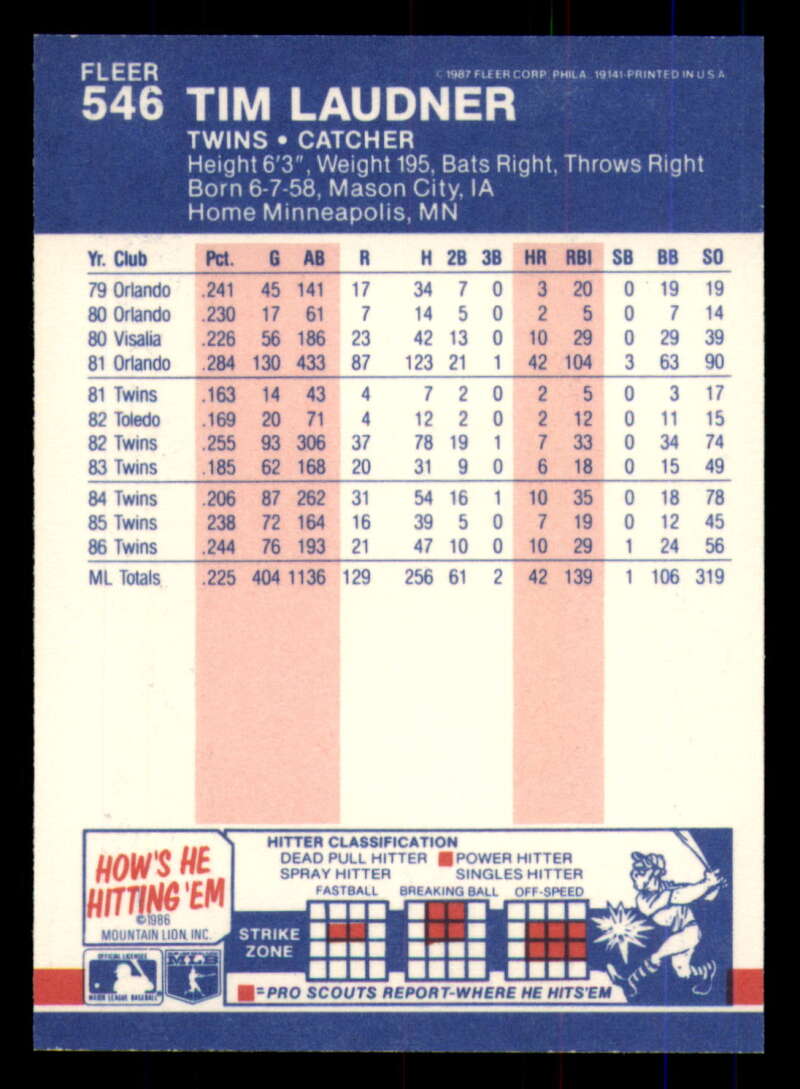 FLEER © 1987 FLEER CORP. PHILA. 19141-PRINTED IN U S A
546 TIM LAUDNER
TWINS • CATCHER
Height 6'3", Weight 195, Bats Right, Throws Right
Born 6-7-58, Mason City, IA
Home Minneapolis, MN
Yr. Club Pct. G AB R H 2B 3B HR RBI SB BB SO
79 Orlando .241 45 141 17 34 7 0 3 20 0 19 19
80 Orlando .230 17 61 7 14 5 0 2 5 0 7 14
80 Visalia .226 56 186 23 42 13 0 10 29 0 29 39
81 Orlando .284 130 433 87 123 21 1 42 104 3 63 90
81 Twins .163 14 43 4 7 2 0 2 5 0 3 17
82 Toledo .169 20 71 4 12 2 0 2 12 0 11 15
82 Twins .255 93 306 37 78 19 1 7 33 0 34 74
83 Twins .185 62 168 20 31 9 0 6 18 0 15 49
84 Twins .206 87 262 31 54 16 1 10 35 0 18 78
85 Twins 238 72 164 16 39 5 0 7 19 0 12 45
86 Twins .244 76 193 21 47 10 0 10 29 1 24 56
ML Totals .225 404 1136 129 256 61 2 42 139 1 106 319
HOW'S HE
HITTING 'EM
©1986
MOUNTAIN LION, INC.
HITTER CLASSIFICATION
DEAD PULL HITTER POWER HITTER
SPRAY HITTER SINGLES HITTER
FASTBALL BREAKING BALL OFF-SPEED
STRIKE
ZONE
=PRO SCOUTS REPORT-WHERE HE HITS'EM
OFFICIAL LICENSEE
MAJOR LEAGUE BASEBALL